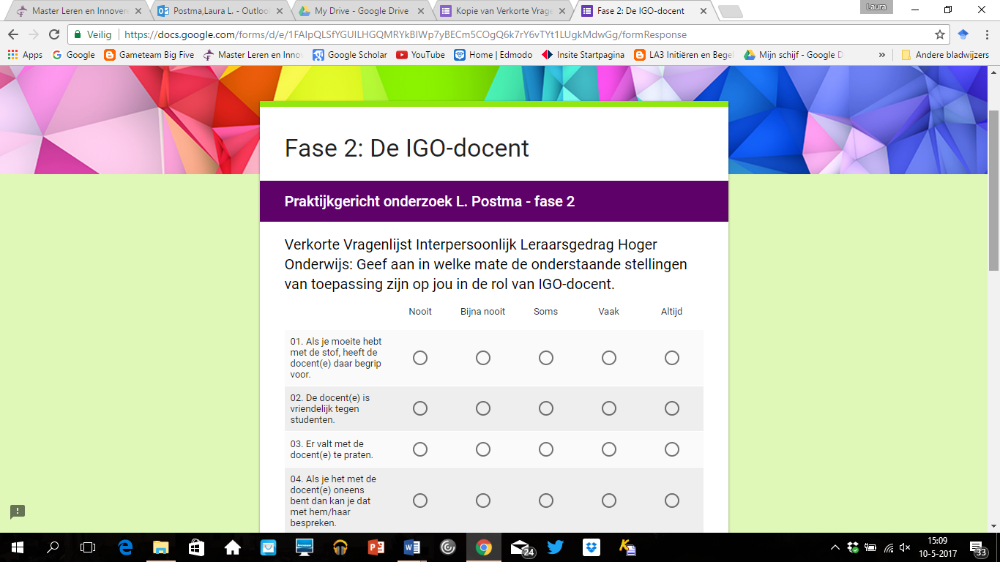 Laura
Master Leren en Innovere
Postma,Laura L. - Outloo
My Drive - Google Drive
Kopie van Verkorte Vrage
Fase 2: De IGO-docent
Veilig
https://docs.google.com/forms/d/e/1FAIpQLSfYGUILHGQMRYkBIWp7yBECm5COgQ6k7rY6vTYt1LUgkMdwGg/formResponse
Apps
Google
Gameteam Big Five
Master Leren en Inno
Google Scholar
YouTube
Home | Edmodo
Insite Startpagina
LA3 Initiëren en Bege
Mijn schijf - Google D
»
Andere bladwijzers
Fase 2: De IGO-docent
Praktijkgericht onderzoek L. Postma - fase 2
Verkorte Vragenlijst Interpersoonlijk Leraarsgedrag Hoger
Onderwijs: Geef aan in welke mate de onderstaande stellingen
van toepassing zijn op jou in de rol van IGO-docent.
Nooit Bijna nooit Soms Vaak Altijd
01. Als je moeite hebt
met de stof, heeft de
docent(e) daar begrip
voor.
02. De docent(e) is
vriendelijk tegen
studenten.
03. Er valt met de
docent(e) te praten.
04. Als je het met de
docent(e) oneens
bent dan kan je dat
met hem/haar
bespreken.
24
15:09
10-5-2017
33